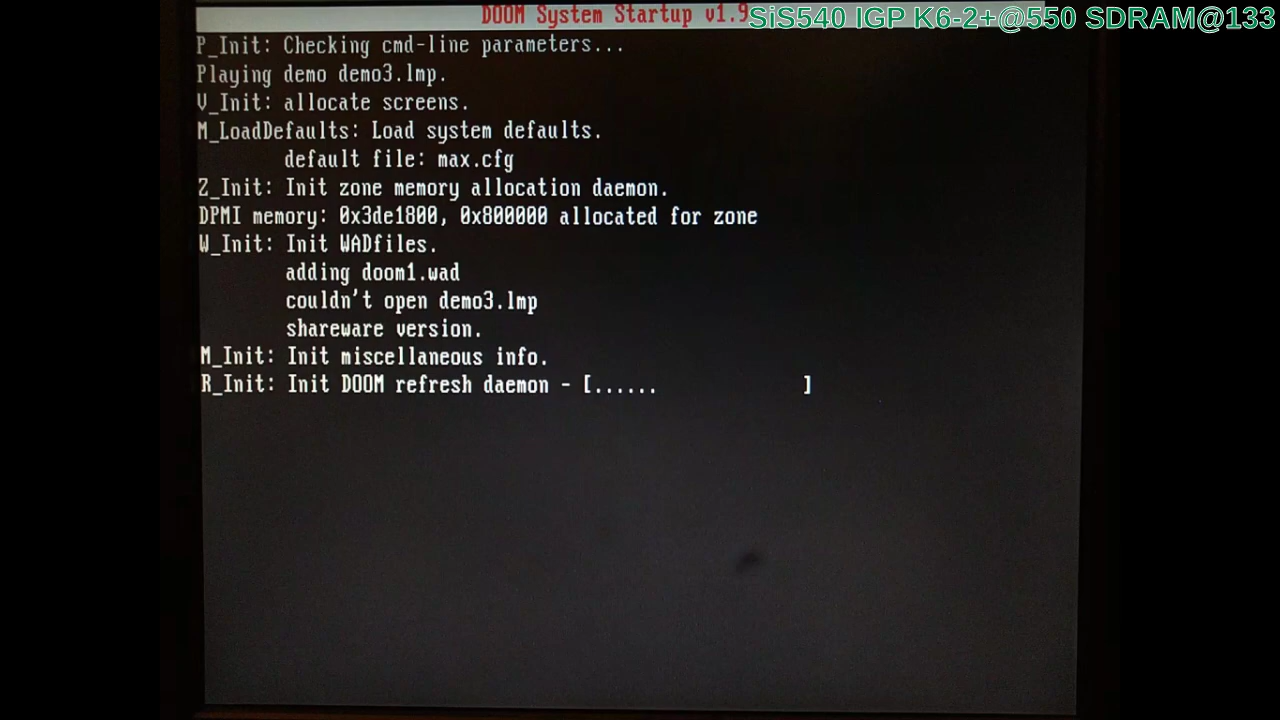 DOOM System Startup v1.9
SiS540 IGP K6-2+@550 SDRAM@133
P_Init: Checking cmd-line parameters...
Playing demo demo3.lmp.
V_Init: allocate screens.
M_LoadDefaults: Load system defaults.
default file: max.cfg
Z_Init: Init zone memory allocation daemon.
DPMI memory: 0x3de1800, 0x800000 allocated for zone
W_Init: Init WADfiles.
adding doom1.wad
couldn't open demo3.lmp
shareware version.
M_Init: Init miscellaneous info.
R_Init: Init DOOM refresh daemon - [......              ]